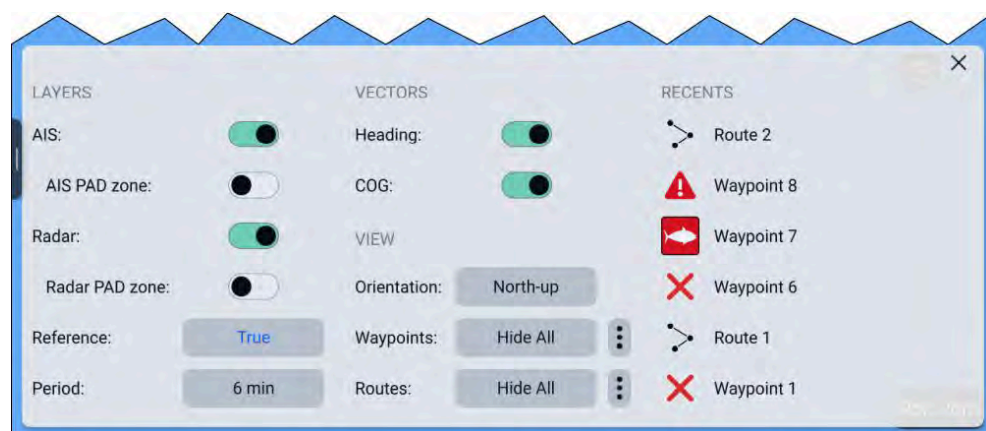 LAYERS
AIS:
AIS PAD zone:
Radar:
Radar PAD zone:
Reference: True
Period: 6 min
VECTORS
Heading:
COG:
VIEW
Orientation: North-up
Waypoints: Hide All
Routes: Hide All
RECENTS
Route 2
Waypoint 8
Waypoint 7
Waypoint 6
Route 1
Waypoint 1